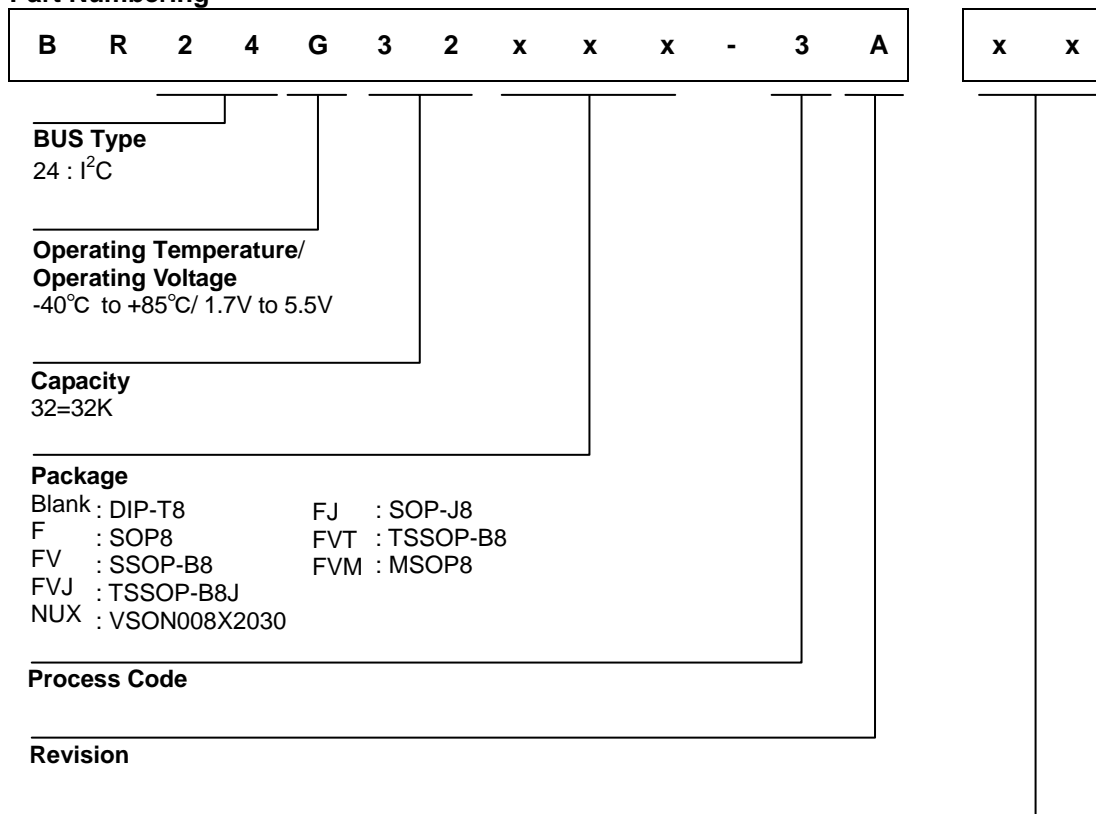 B R 2 4 G 3 2 x x x - 3 A x x
BUS Type
24 : I²C
Operating Temperature/
Operating Voltage
-40℃ to +85℃/ 1.7V to 5.5V
Capacity
32=32K
Package
Blank : DIP-T8
F : SOP8
FV : SSOP-B8
FVJ : TSSOP-B8J
NUX : VSON008X2030
FJ : SOP-J8
FVT : TSSOP-B8
FVM : MSOP8
Process Code
Revision